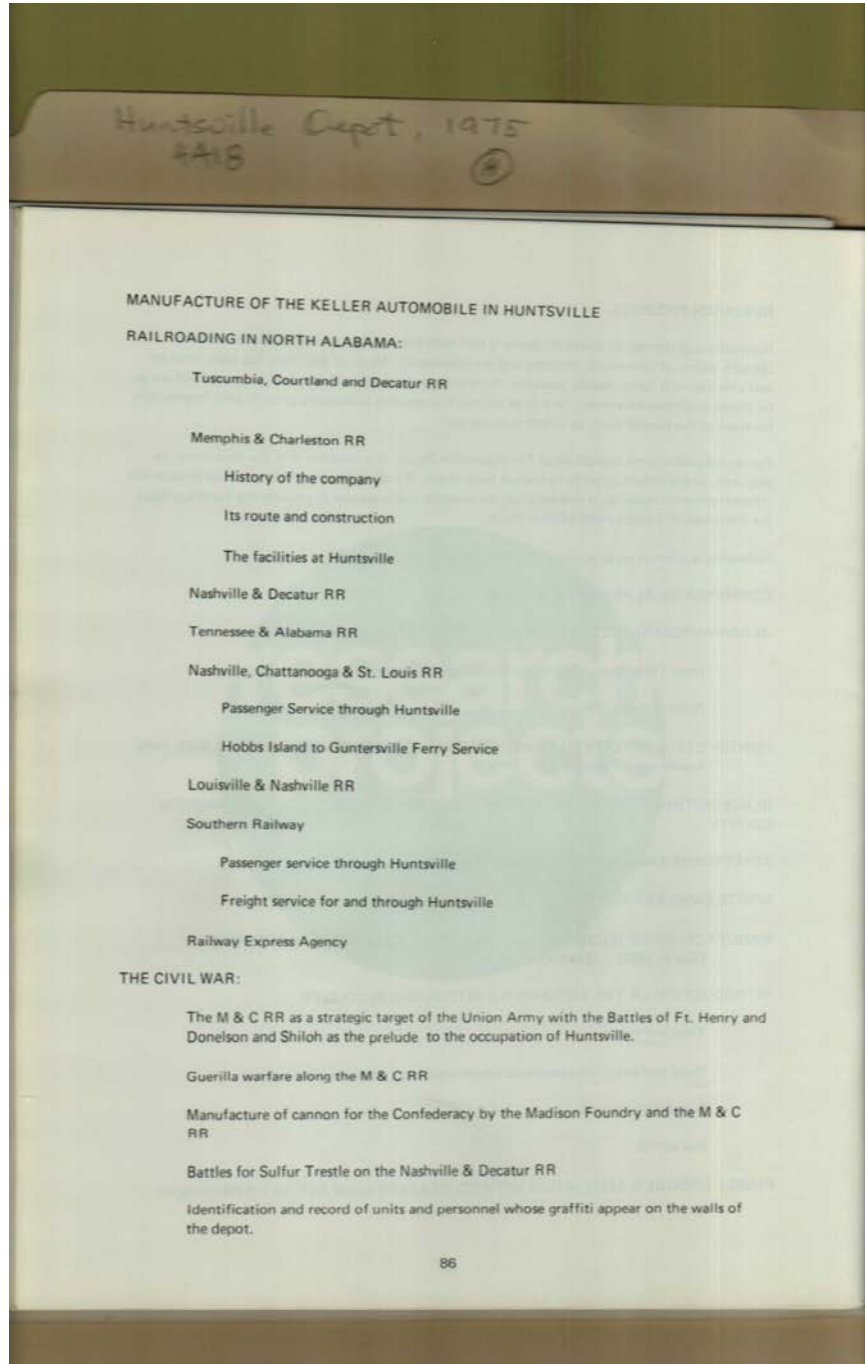 Huntsville Depot, 1975
4418
MANUFACTURE OF THE KELLER AUTOMOBILE IN HUNTSVILLE
RAILROADING IN NORTH ALABAMA:
Tuscumbia, Courtland and Decatur RR
Memphis & Charleston RR
History of the company
Its route and construction
The facilities at Huntsville
Nashville & Decatur RR
Tennessee & Alabama RR
Nashville, Chattanooga & St. Louis RR
Passenger Service through Huntsville
Hobbs Island to Guntersville Ferry Service
Louisville & Nashville RR
Southern Railway
Passenger service through Huntsville
Freight service for and through Huntsville
Railway Express Agency
THE CIVIL WAR:
The M & C RR as a strategic target of the Union Army with the Battles of Ft. Henry and
Donelson and Shiloh as the prelude to the occupation of Huntsville.
Guerilla warfare along the M & C RR
Manufacture of cannon for the Confederacy by the Madison Foundry and the M & C
RR
Battles for Sulfur Trestle on the Nashville & Decatur RR
Identification and record of units and personnel whose graffiti appear on the walls of
the depot.
86